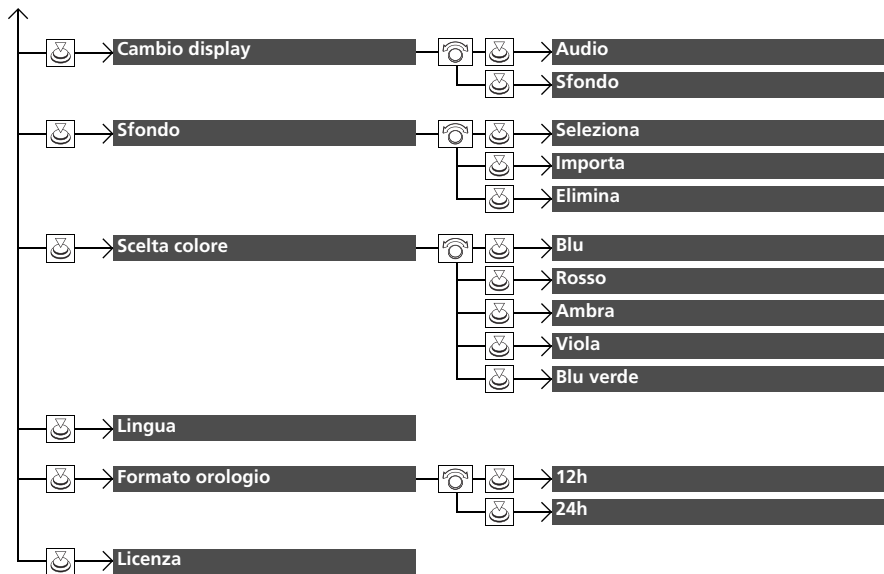 Cambio display
Audio
Sfondo
Sfondo
Seleziona
Importa
Elimina
Scelta colore
Blu
Rosso
Ambra
Viola
Blu verde
Lingua
Formato orologio
12h
24h
Licenza